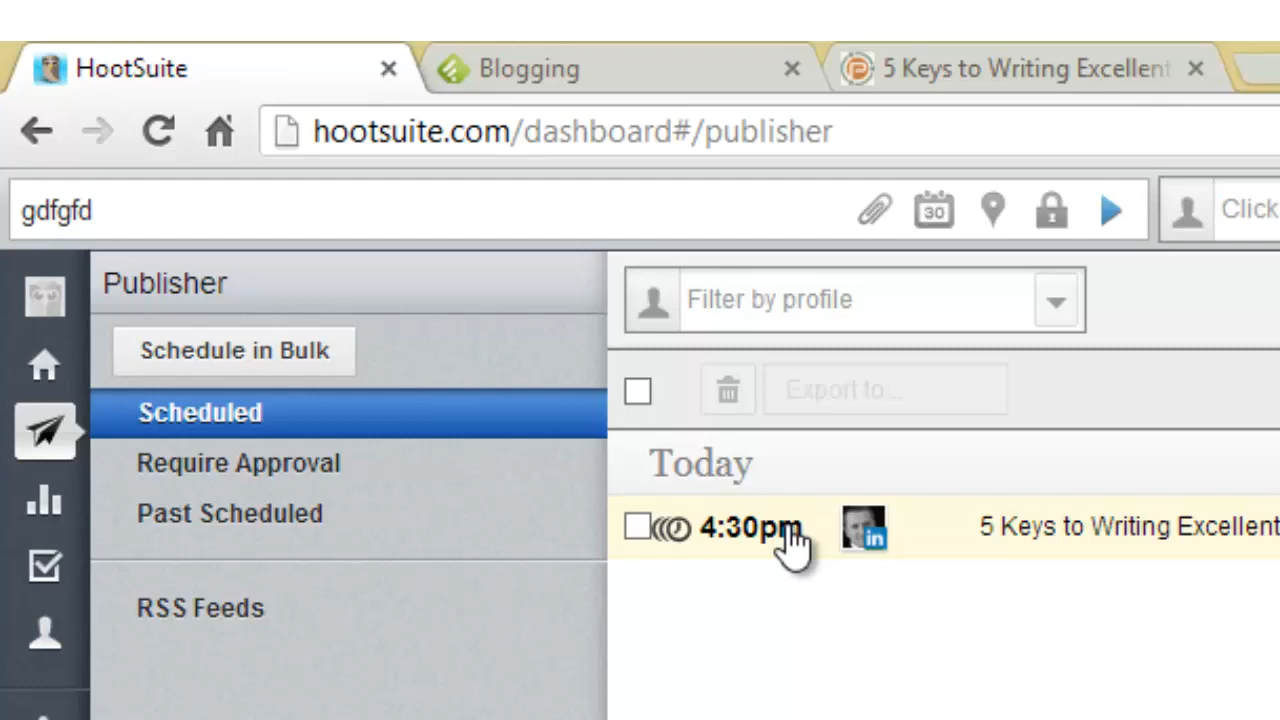 HootSuite
Blogging
5 Keys to Writing Excellent
hootsuite.com/dashboard#/publisher
gdfgfd
30
Click
Publisher
Filter by profile
Schedule in Bulk
Export to...
Scheduled
Require Approval
Today
Past Scheduled
4:30pm
in
5 Keys to Writing Excellent
RSS Feeds